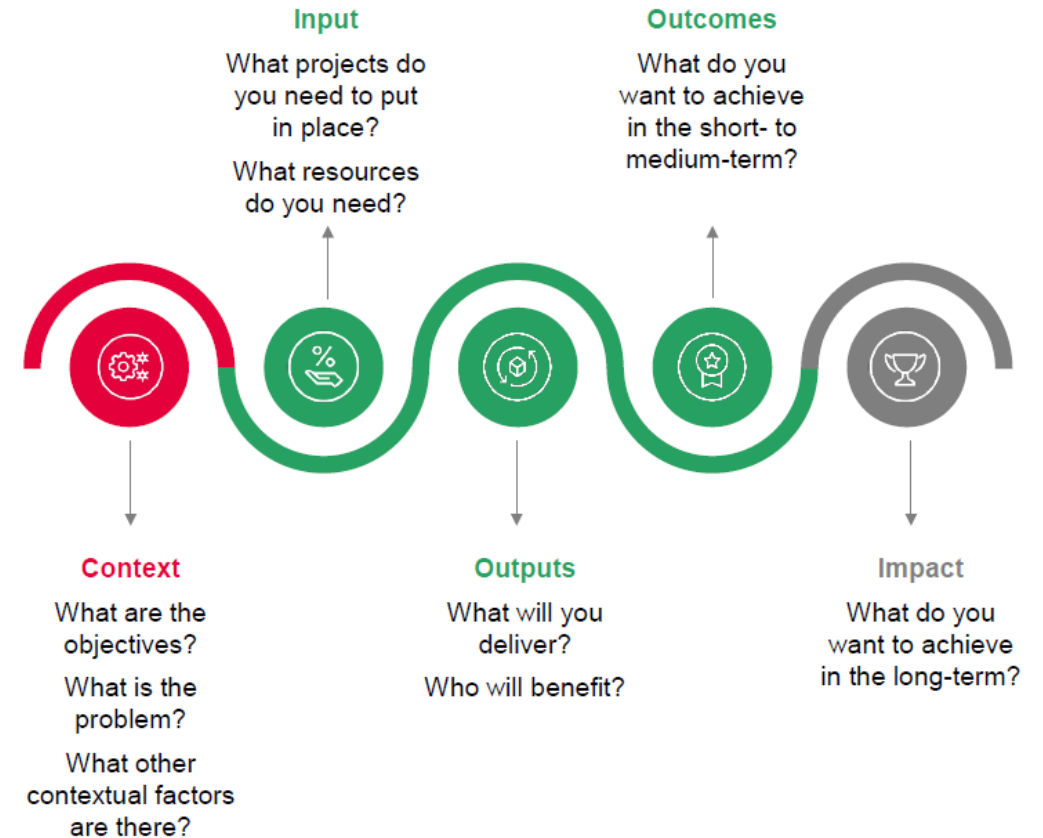 Input
What projects do
you need to put
in place?
What resources
do you need?
Outcomes
What do you
want to achieve
in the short- to
medium-term?
%
Context
What are the
objectives?
What is the
problem?
What other
contextual factors
are there?
Outputs
What will you
deliver?
Who will benefit?
Impact
What do you
want to achieve
in the long-term?